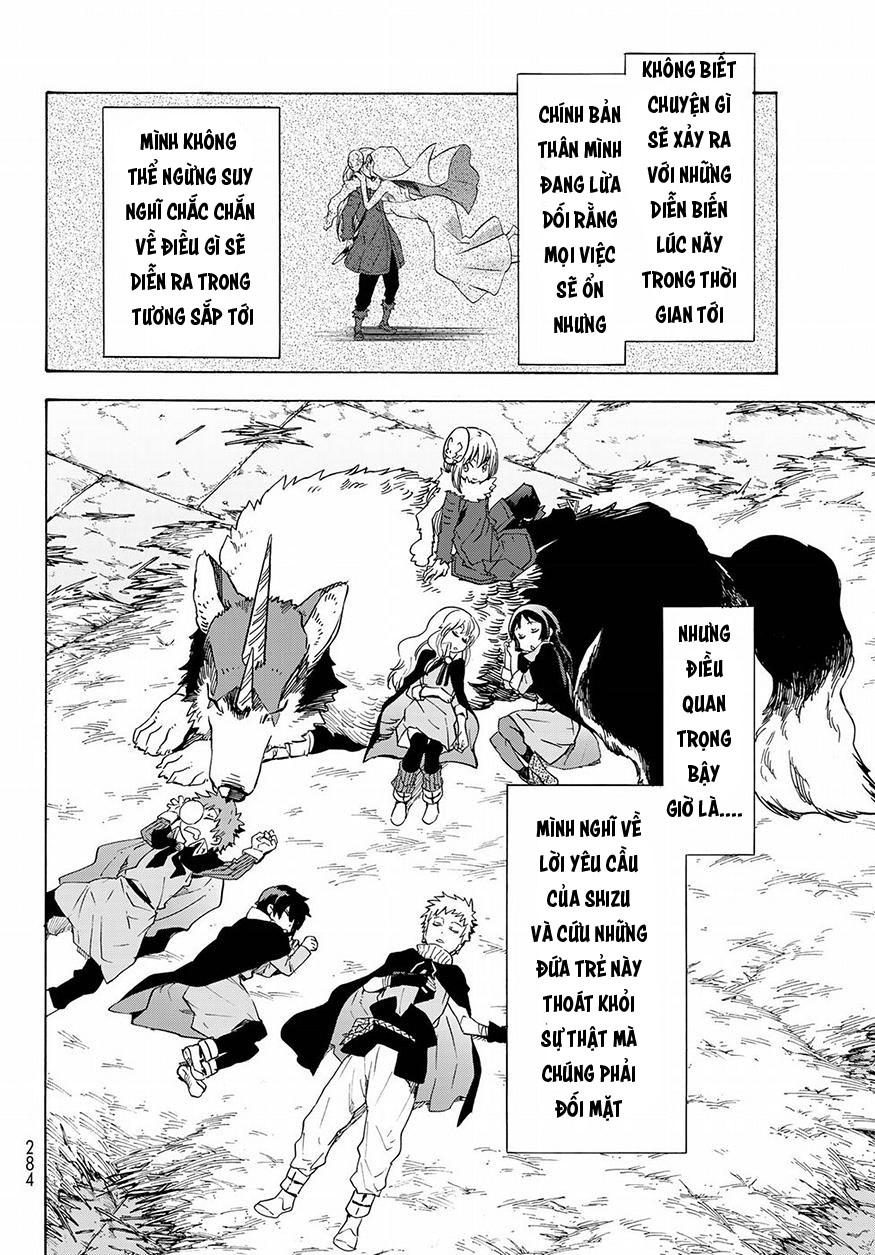 KHÔNG BIẾT
CHUYỆN GÌ
SẼ XẢY RA
VỚI NHỮNG
DIỄN BIẾN
LÚC NÃY
TRONG THỜI
GIAN TỚI
CHÍNH BẢN
THÂN MÌNH
ĐANG LỪA
DỐI RẰNG
MỌI VIỆC
SẼ ỔN
NHƯNG
MÌNH KHÔNG
THỂ NGỪNG SUY
NGHĨ CHẮC CHẮN
VỀ ĐIỀU GÌ SẼ
DIỄN RA TRONG
TƯƠNG SẮP TỚI
NHƯNG
ĐIỀU
QUAN
TRỌNG
BẬY
GIỜ LÀ....
MÌNH NGHĨ VỀ
LỜI YÊU CẦU
CỦA SHIZU
VÀ CỨU NHỮNG
ĐỨA TRẺ NÀY
THOÁT KHỎI
SỰ THẬT MÀ
CHÚNG PHẢI
ĐỐI MẶT
284